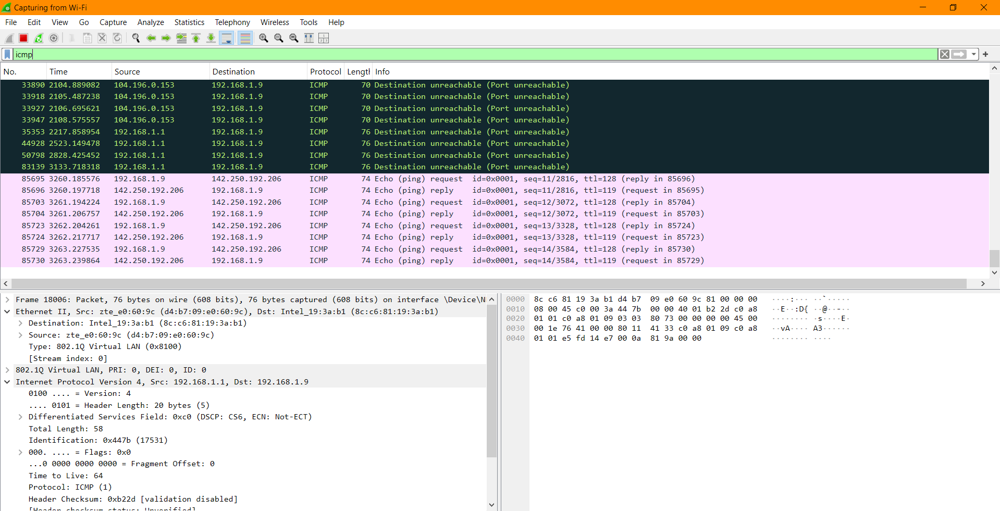 Capturing from Wi-Fi
File Edit View Go Capture Analyze Statistics Telephony Wireless Tools Help
icmp
No. Time Source Destination Protocol Length Info
33890 2104.889082 104.196.0.153 192.168.1.9 ICMP 70 Destination unreachable (Port unreachable)
33918 2105.487238 104.196.0.153 192.168.1.9 ICMP 70 Destination unreachable (Port unreachable)
33927 2106.695621 104.196.0.153 192.168.1.9 ICMP 70 Destination unreachable (Port unreachable)
33947 2108.575557 104.196.0.153 192.168.1.9 ICMP 70 Destination unreachable (Port unreachable)
35353 2217.858954 192.168.1.1 192.168.1.9 ICMP 76 Destination unreachable (Port unreachable)
44928 2523.149478 192.168.1.1 192.168.1.9 ICMP 76 Destination unreachable (Port unreachable)
50798 2828.425452 192.168.1.1 192.168.1.9 ICMP 76 Destination unreachable (Port unreachable)
83139 3133.718318 192.168.1.1 192.168.1.9 ICMP 76 Destination unreachable (Port unreachable)
85695 3260.185576 192.168.1.9 142.250.192.206 ICMP 74 Echo (ping) request id=0x0001, seq=11/2816, ttl=128 (reply in 85696)
85696 3260.197718 142.250.192.206 192.168.1.9 ICMP 74 Echo (ping) reply id=0x0001, seq=11/2816, ttl=119 (request in 85695)
85703 3261.194224 192.168.1.9 142.250.192.206 ICMP 74 Echo (ping) request id=0x0001, seq=12/3072, ttl=128 (reply in 85704)
85704 3261.206757 142.250.192.206 192.168.1.9 ICMP 74 Echo (ping) reply id=0x0001, seq=12/3072, ttl=119 (request in 85703)
85723 3262.204261 192.168.1.9 142.250.192.206 ICMP 74 Echo (ping) request id=0x0001, seq=13/3328, ttl=128 (reply in 85724)
85724 3262.217717 142.250.192.206 192.168.1.9 ICMP 74 Echo (ping) reply id=0x0001, seq=13/3328, ttl=119 (request in 85723)
85729 3263.227535 192.168.1.9 142.250.192.206 ICMP 74 Echo (ping) request id=0x0001, seq=14/3584, ttl=128 (reply in 85730)
85730 3263.239864 142.250.192.206 192.168.1.9 ICMP 74 Echo (ping) reply id=0x0001, seq=14/3584, ttl=119 (request in 85729)
Frame 18006: Packet, 76 bytes on wire (608 bits), 76 bytes captured (608 bits) on interface \Device\N
Ethernet II, Src: zte_e0:60:9c (d4:b7:09:e0:60:9c), Dst: Intel_19:3a:b1 (8c:c6:81:19:3a:b1)
Destination: Intel_19:3a:b1 (8c:c6:81:19:3a:b1)
Source: zte_e0:60:9c (d4:b7:09:e0:60:9c)
Type: 802.1Q Virtual LAN (0x8100)
[Stream index: 0]
802.1Q Virtual LAN, PRI: 0, DEI: 0, ID: 0
Internet Protocol Version 4, Src: 192.168.1.1, Dst: 192.168.1.9
0100 .... = Version: 4
.... 0101 = Header Length: 20 bytes (5)
Differentiated Services Field: 0xc0 (DSCP: CS6, ECN: Not-ECT)
Total Length: 58
Identification: 0x447b (17531)
000. .... = Flags: 0x0
...0 0000 0000 0000 = Fragment Offset: 0
Time to Live: 64
Protocol: ICMP (1)
Header Checksum: 0xb22d [validation disabled]
[Header checksum status: Unverified]
0000 8c c6 81 19 3a b1 d4 b7 09 e0 60 9c 81 00 00 00 ····:··· ··`·····
0010 08 00 45 c0 00 3a 44 7b 00 00 40 01 b2 2d c0 a8 ··E··:D{ ··@··-··
0020 01 01 c0 a8 01 09 03 03 80 73 00 00 00 00 45 00 ········ ·s····E·
0030 00 1e 76 41 00 00 80 11 41 33 c0 a8 01 09 c0 a8 ··vA···· A3······
0040 01 01 e5 fd 14 e7 00 0a 81 9a 00 00 ········ ····